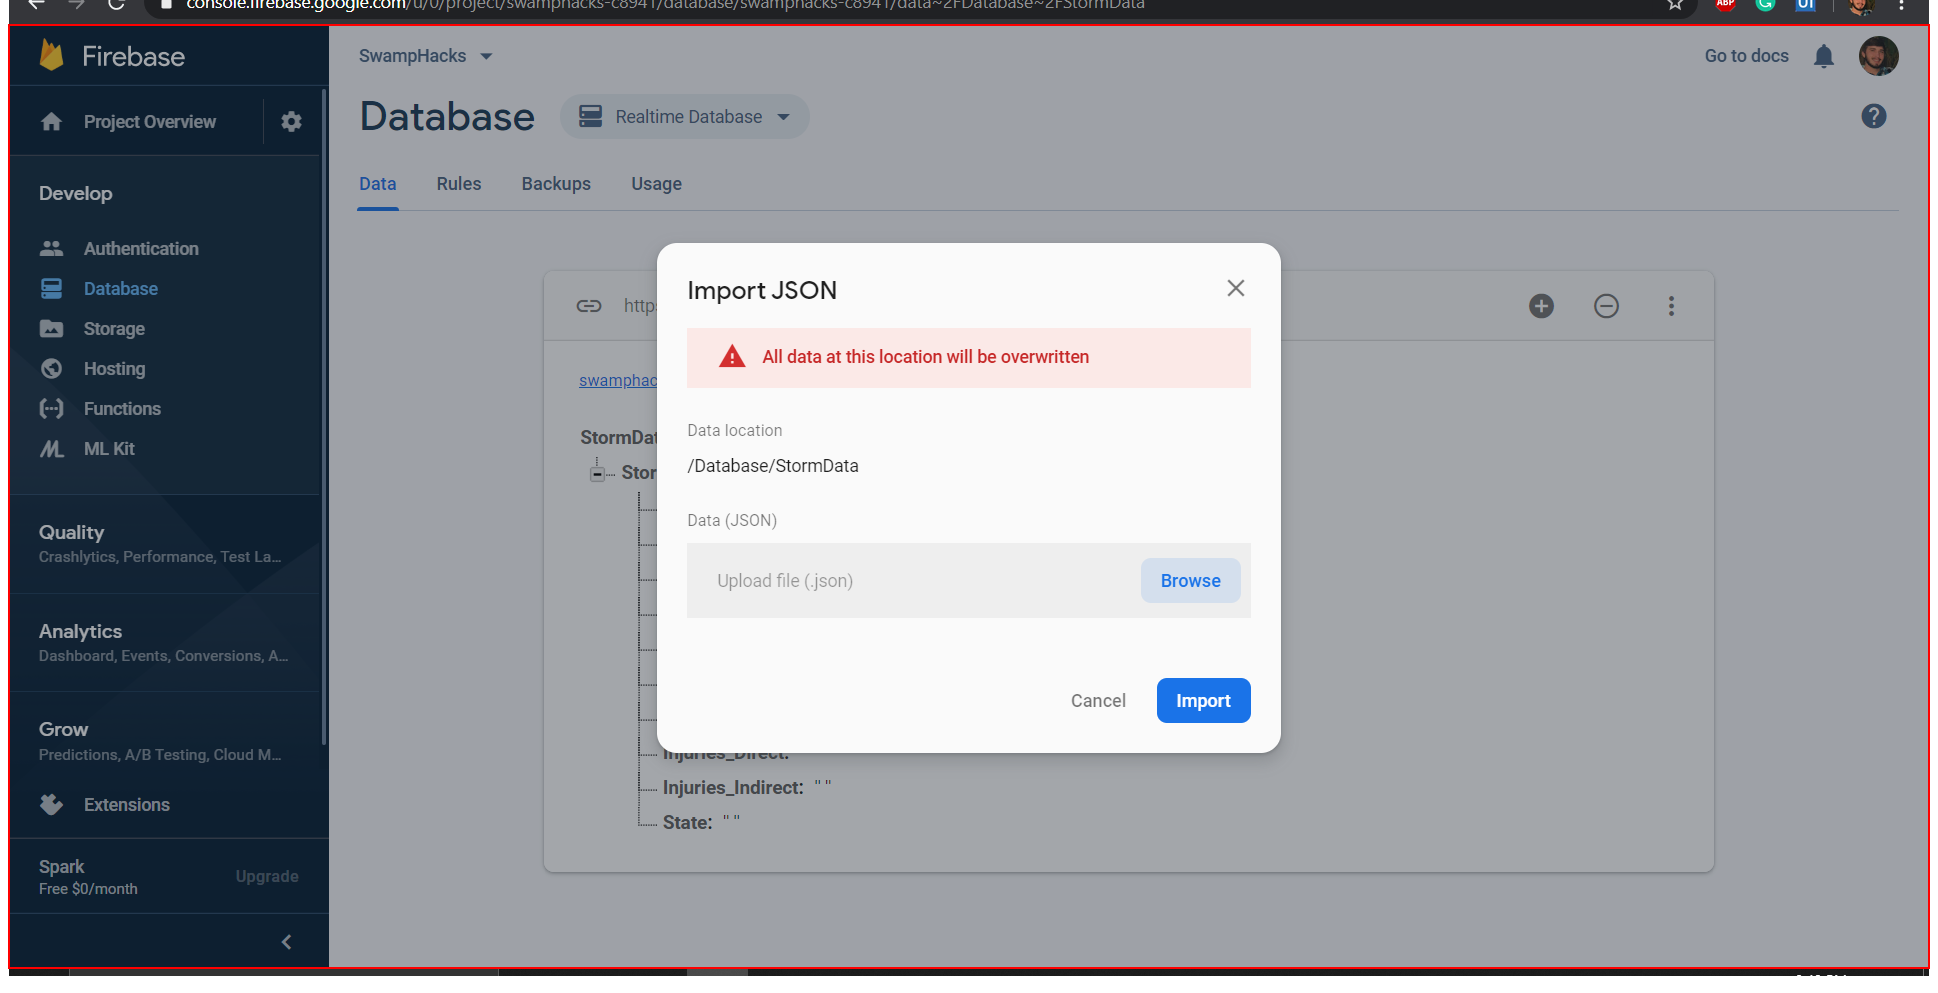 console.firebase.google.com/u/0/project/swamphacks-c8941/database/swamphacks-c8941/data~2FDatabase~2FStormData
ABP
Firebase
SwampHacks
Go to docs
Project Overview
Database
Realtime Database
Data
Rules
Backups
Usage
Develop
Authentication
Database
Storage
Hosting
Functions
ML Kit
Quality
Crashlytics, Performance, Test La...
Analytics
Dashboard, Events, Conversions, A...
Grow
Predictions, A/B Testing, Cloud M...
Extensions
Spark
Free $0/month
Upgrade
Import JSON
All data at this location will be overwritten
Data location
/Database/StormData
Data (JSON)
Upload file (.json)
Browse
Cancel
Import
http
swamphac
StormDat
Stor
Injuries_Direct:
Injuries_Indirect: " "
State: " "